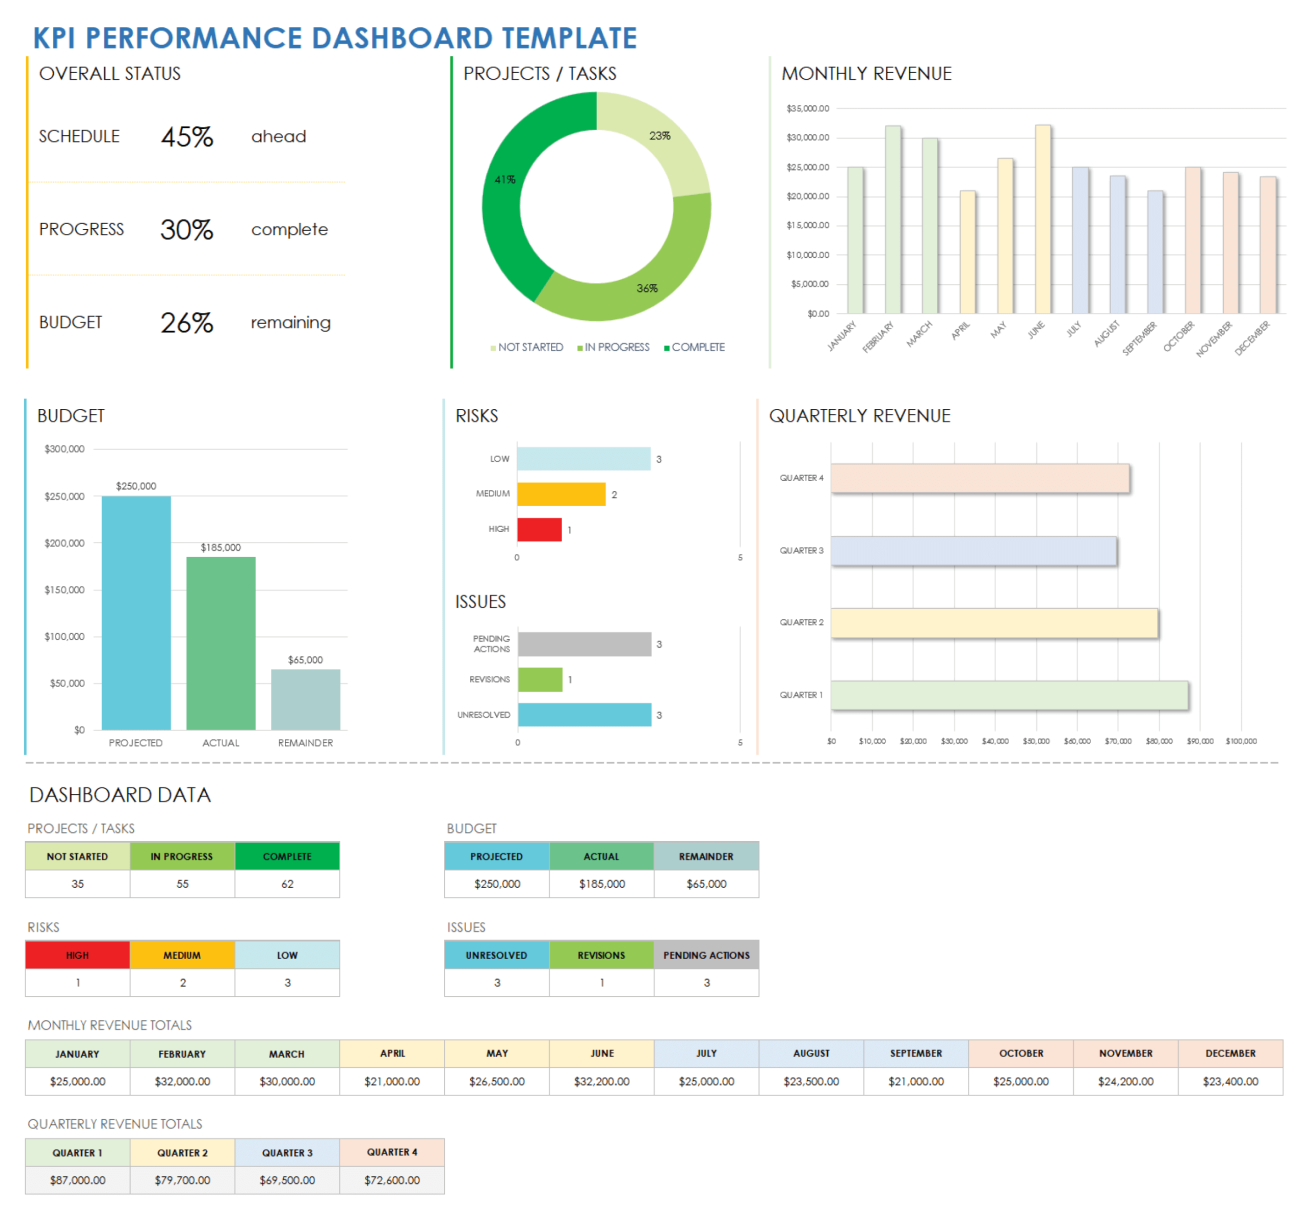 KPI PERFORMANCE DASHBOARD TEMPLATE
OVERALL STATUS
SCHEDULE 45% ahead
PROGRESS 30% complete
BUDGET 26% remaining
PROJECTS / TASKS
23%
41%
36%
NOT STARTED IN PROGRESS COMPLETE
MONTHLY REVENUE
$35,000.00
$30,000.00
$25,000.00
$20,000.00
$15,000.00
$10,000.00
$5,000.00
$0.00
JANUARY FEBRUARY MARCH APRIL MAY JUNE JULY AUGUST SEPTEMBER OCTOBER NOVEMBER DECEMBER
BUDGET
$300,000
$250,000
$200,000
$150,000
$100,000
$50,000
$0
$250,000
$185,000
$65,000
PROJECTED ACTUAL REMAINDER
RISKS
LOW 3
MEDIUM 2
HIGH 1
0 5
ISSUES
PENDING
ACTIONS 3
REVISIONS 1
UNRESOLVED 3
0 5
QUARTERLY REVENUE
QUARTER 4
QUARTER 3
QUARTER 2
QUARTER 1
$0 $10,000 $20,000 $30,000 $40,000 $50,000 $60,000 $70,000 $80,000 $90,000 $100,000
DASHBOARD DATA
PROJECTS / TASKS
NOT STARTED IN PROGRESS COMPLETE
35 55 62
BUDGET
PROJECTED ACTUAL REMAINDER
$250,000 $185,000 $65,000
RISKS
HIGH MEDIUM LOW
1 2 3
ISSUES
UNRESOLVED REVISIONS PENDING ACTIONS
3 1 3
MONTHLY REVENUE TOTALS
JANUARY FEBRUARY MARCH APRIL MAY JUNE JULY AUGUST SEPTEMBER OCTOBER NOVEMBER DECEMBER
$25,000.00 $32,000.00 $30,000.00 $21,000.00 $26,500.00 $32,200.00 $25,000.00 $23,500.00 $21,000.00 $25,000.00 $24,200.00 $23,400.00
QUARTERLY REVENUE TOTALS
QUARTER 1 QUARTER 2 QUARTER 3 QUARTER 4
$87,000.00 $79,700.00 $69,500.00 $72,600.00